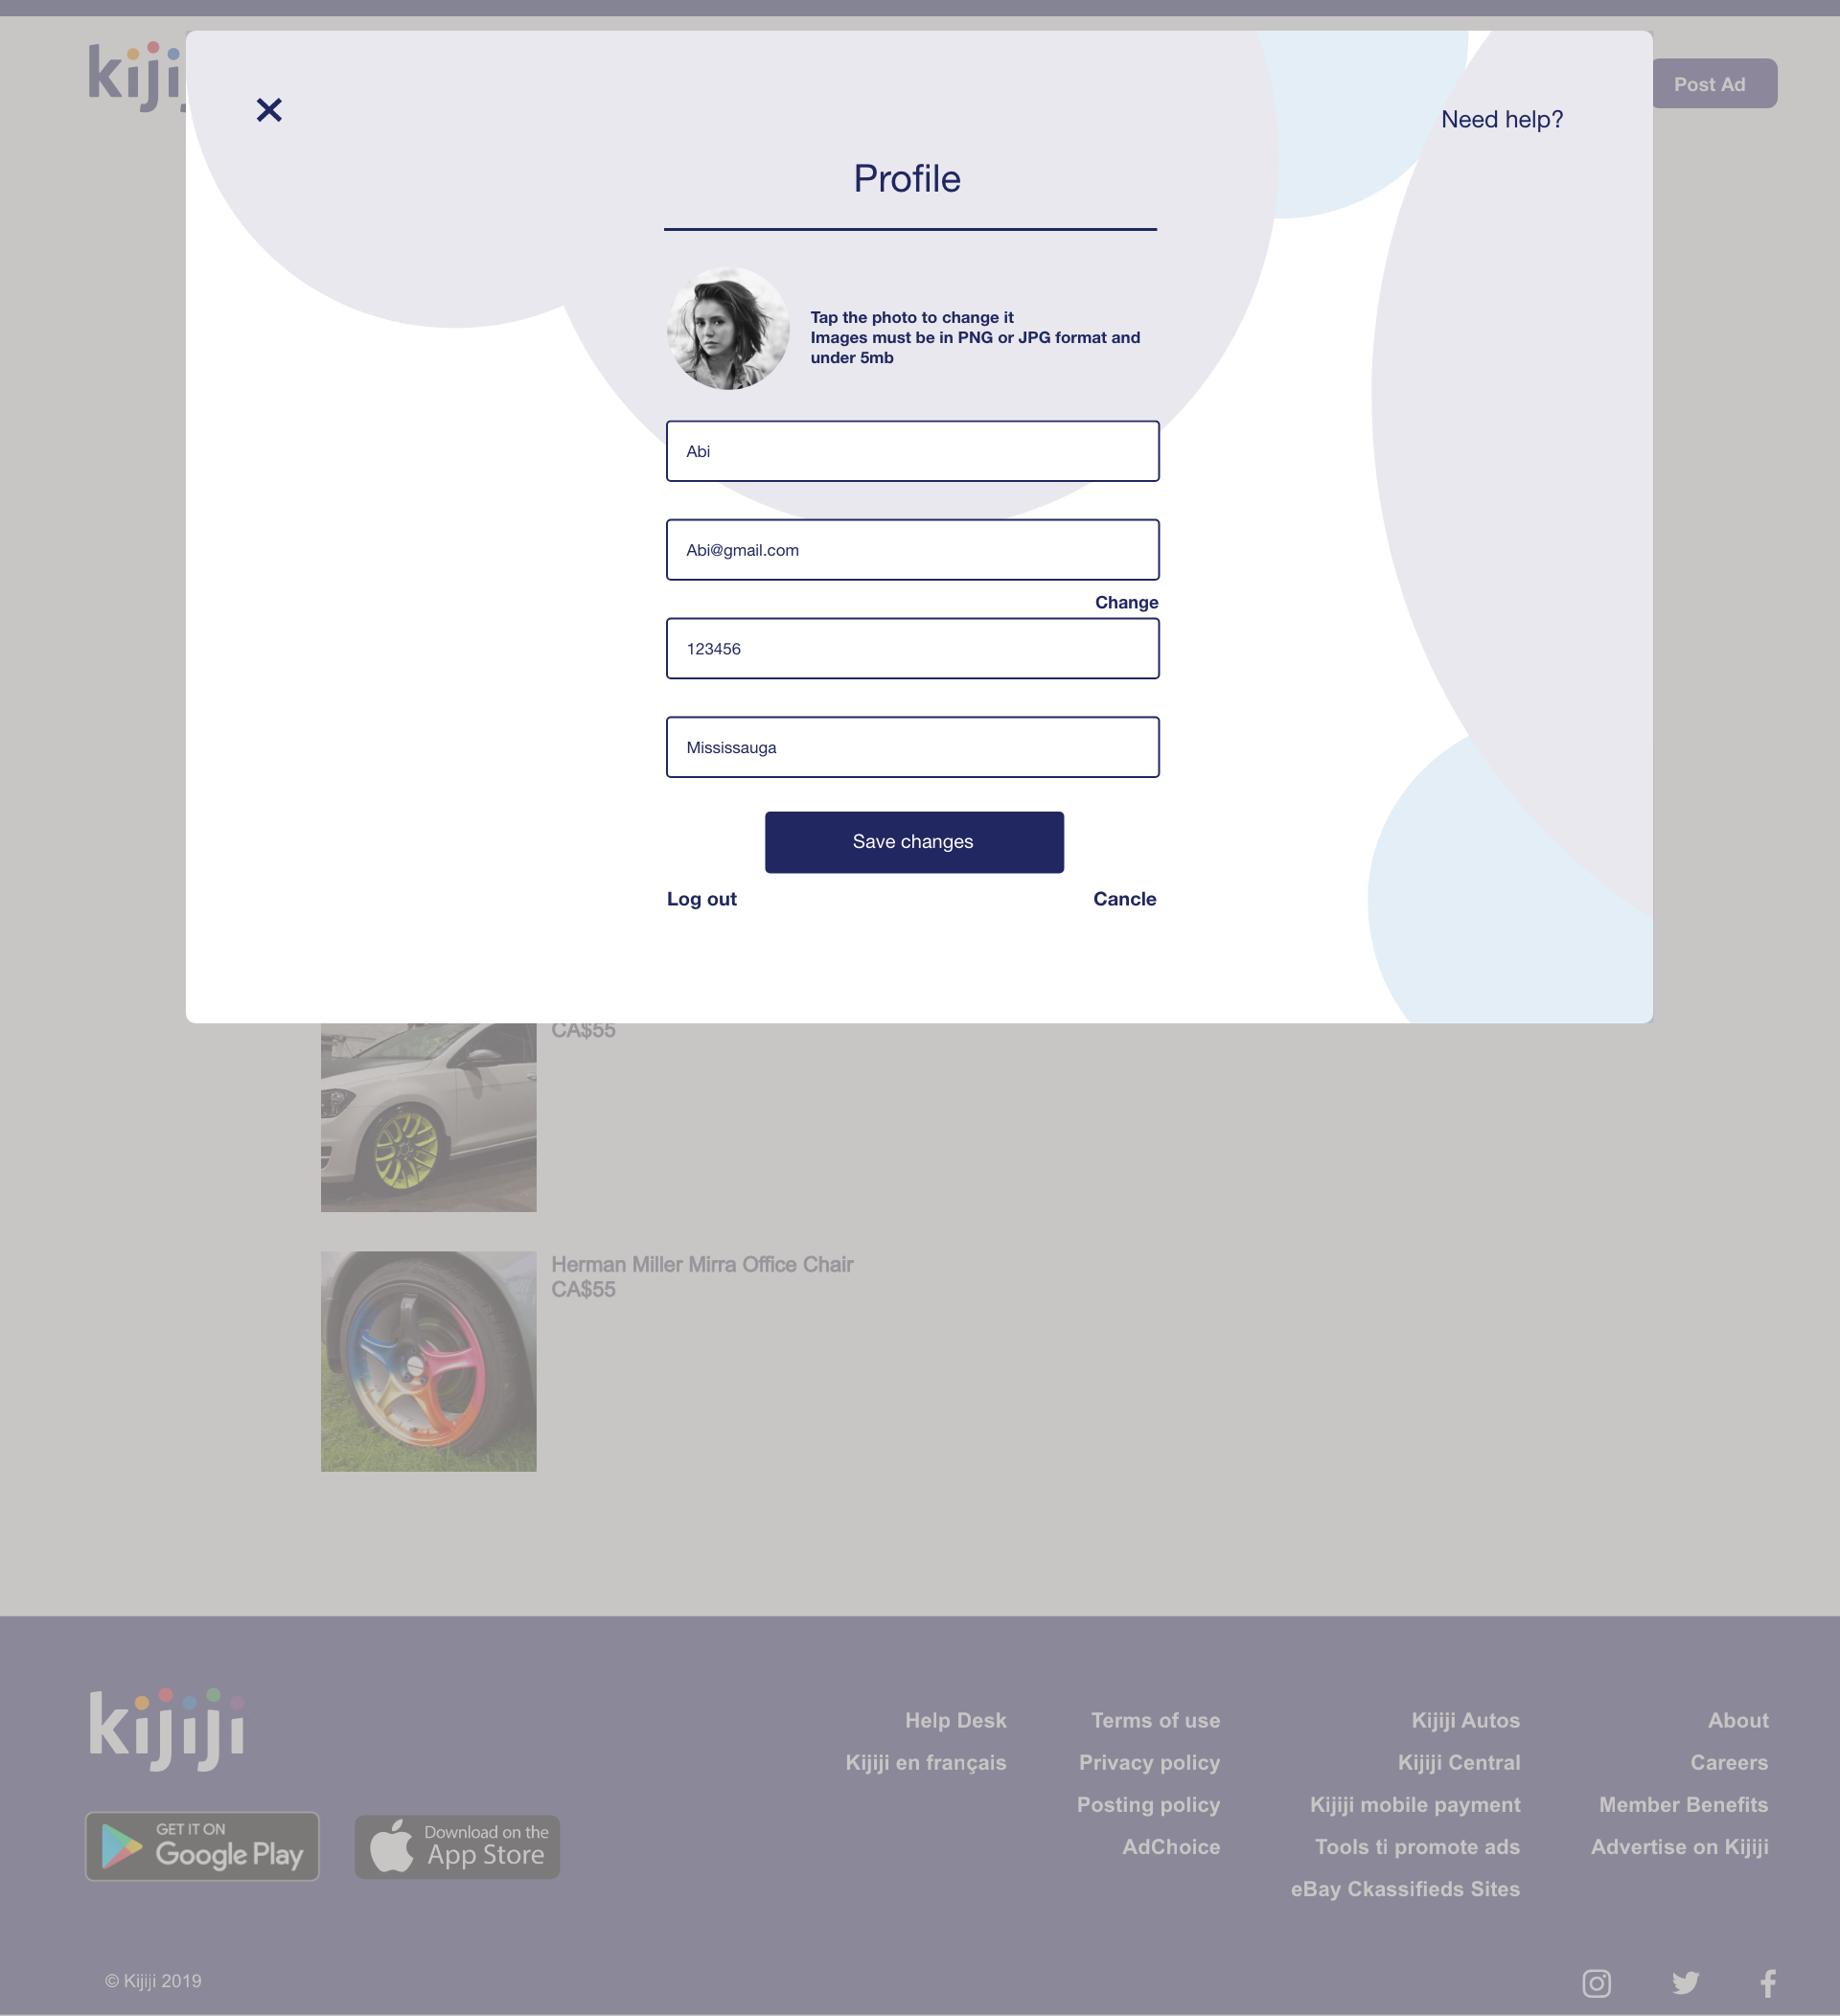 kiji
Post Ad
Need help?
Profile
Tap the photo to change it
Images must be in PNG or JPG format and
under 5mb
Abi
Abi@gmail.com
Change
123456
Mississauga
Save changes
Log out
Cancle
CA$55
Herman Miller Mirra Office Chair
CA$55
kijiji
GET IT ON
Google Play
Download on the
App Store
Help Desk
Kijiji en français
Terms of use
Privacy policy
Posting policy
AdChoice
Kijiji Autos
Kijiji Central
Kijiji mobile payment
Tools ti promote ads
eBay Ckassifieds Sites
About
Careers
Member Benefits
Advertise on Kijiji
© Kijiji 2019